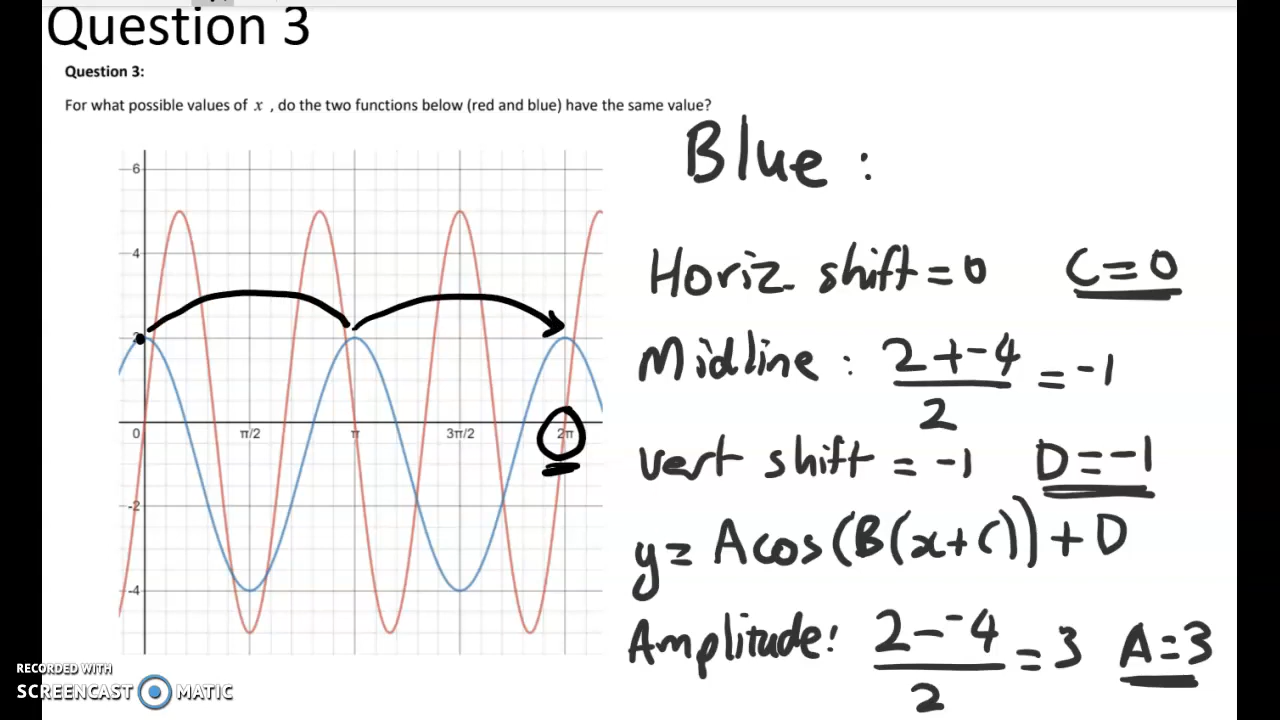 Question 3
Question 3:
For what possible values of x , do the two functions below (red and blue) have the same value?
Blue :
6
4
2
0
π/2
π
3π/2
2π
-2
-4
Horiz. shift = 0 C = 0
Midline : 2 + -4 / 2 = -1
vert shift = -1 D = -1
y = A cos (B(x+C)) + D
Amplitude: 2 - -4 / 2 = 3 A = 3
RECORDED WITH
SCREENCAST MATIC